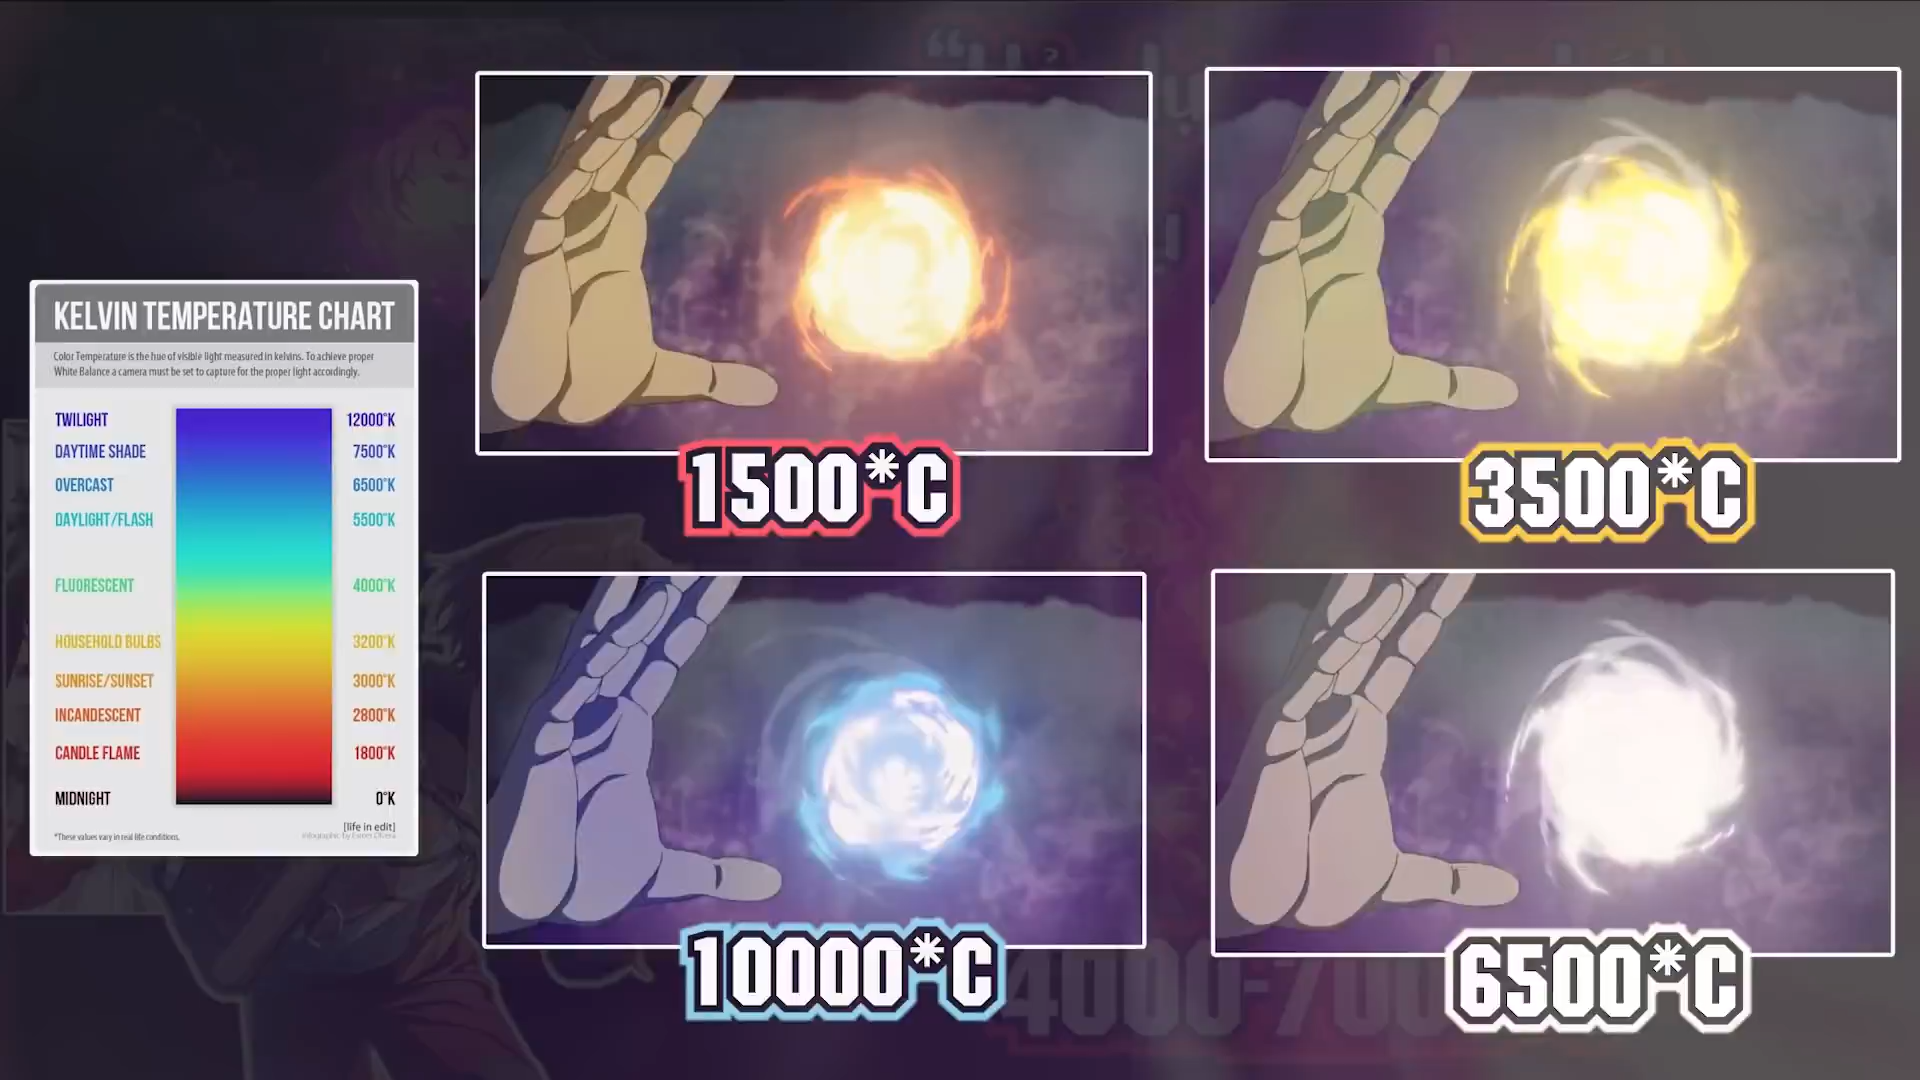 KELVIN TEMPERATURE CHART
Color Temperature is the hue of visible light measured in kelvins. To achieve proper
White Balance a camera must be set to capture for the proper light accordingly.
TWILIGHT 12000°K
DAYTIME SHADE 7500°K
OVERCAST 6500°K
DAYLIGHT/FLASH 5500°K
FLUORESCENT 4000°K
HOUSEHOLD BULBS 3200°K
SUNRISE/SUNSET 3000°K
INCANDESCENT 2800°K
CANDLE FLAME 1800°K
MIDNIGHT 0°K
[life in edit]
*These values vary in real life conditions.
1500*C
3500*C
10000*C
6500*C
4000-700